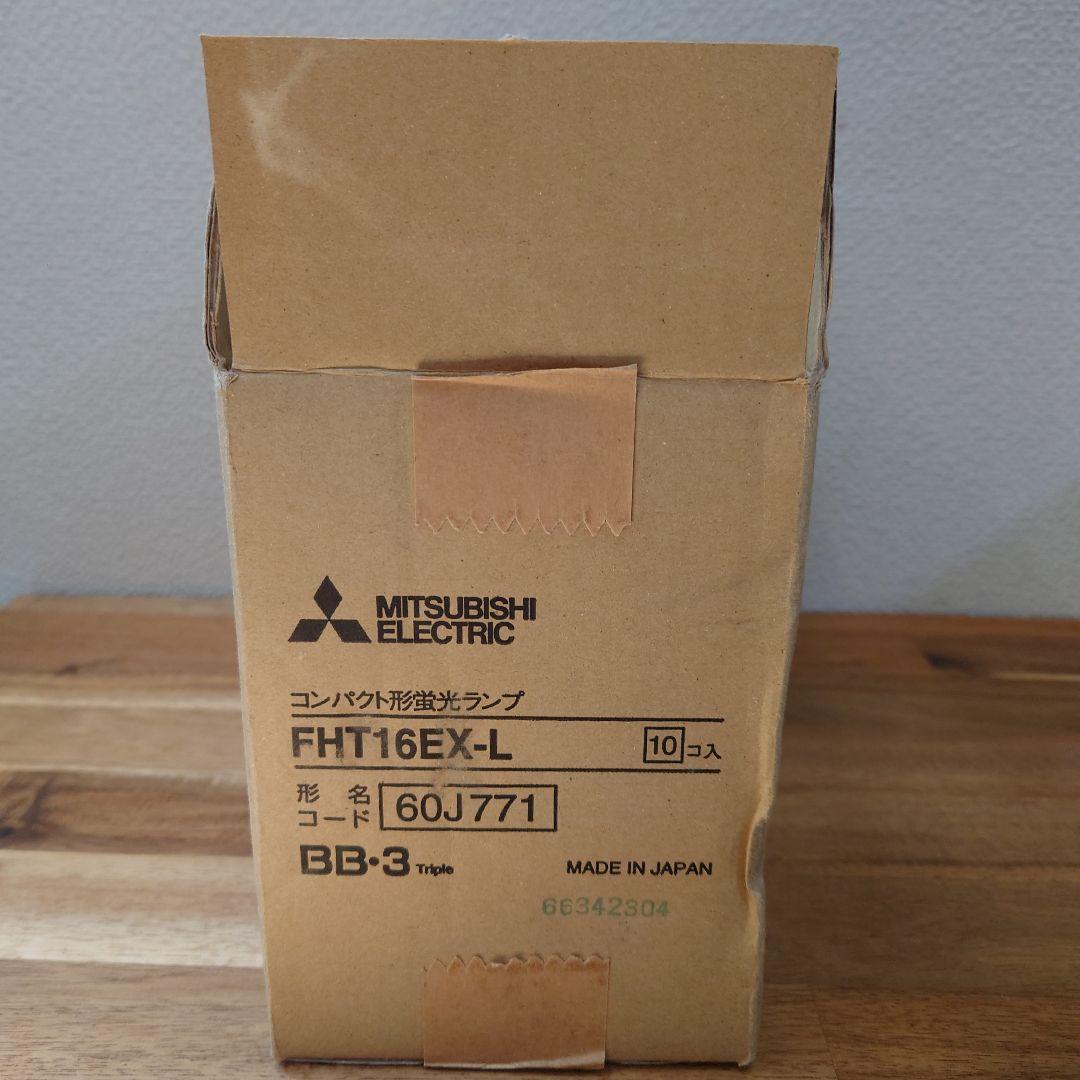 MITSUBISHI
ELECTRIC
コンパクト形蛍光ランプ
FHT16EX-L 10コ入
形名
コード 60J771
BB・3 Triple MADE IN JAPAN
66342304